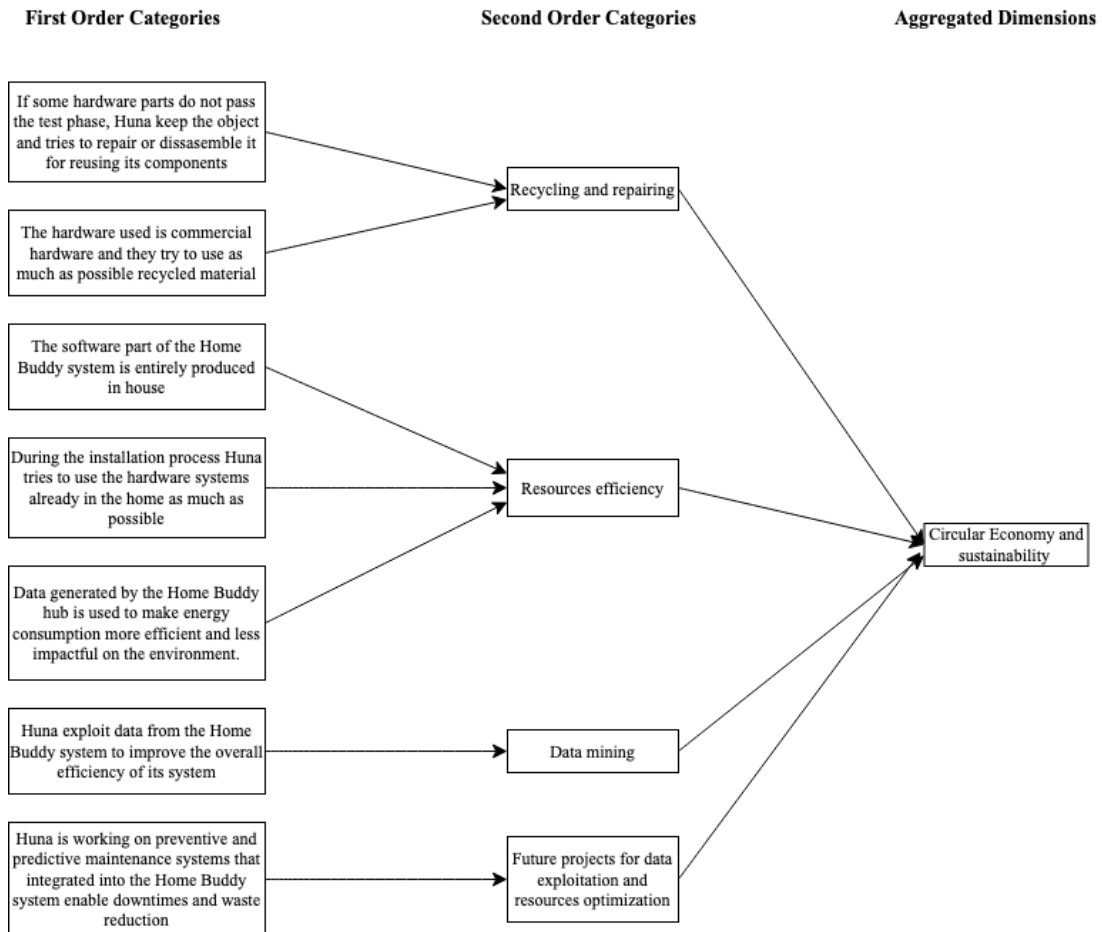 First Order Categories
Second Order Categories
Aggregated Dimensions
If some hardware parts do not pass
the test phase, Huna keep the object
and tries to repair or dissasemble it
for reusing its components
Recycling and repairing
The hardware used is commercial
hardware and they try to use as
much as possible recycled material
The software part of the Home
Buddy system is entirely produced
in house
During the installation process Huna
tries to use the hardware systems
already in the home as much as
possible
Resources efficiency
Circular Economy and
sustainability
Data generated by the Home Buddy
hub is used to make energy
consumption more efficient and less
impactful on the environment.
Huna exploit data from the Home
Buddy system to improve the overall
efficiency of its system
Data mining
Huna is working on preventive and
predictive maintenance systems that
integrated into the Home Buddy
system enable downtimes and waste
reduction
Future projects for data
exploitation and
resources optimization